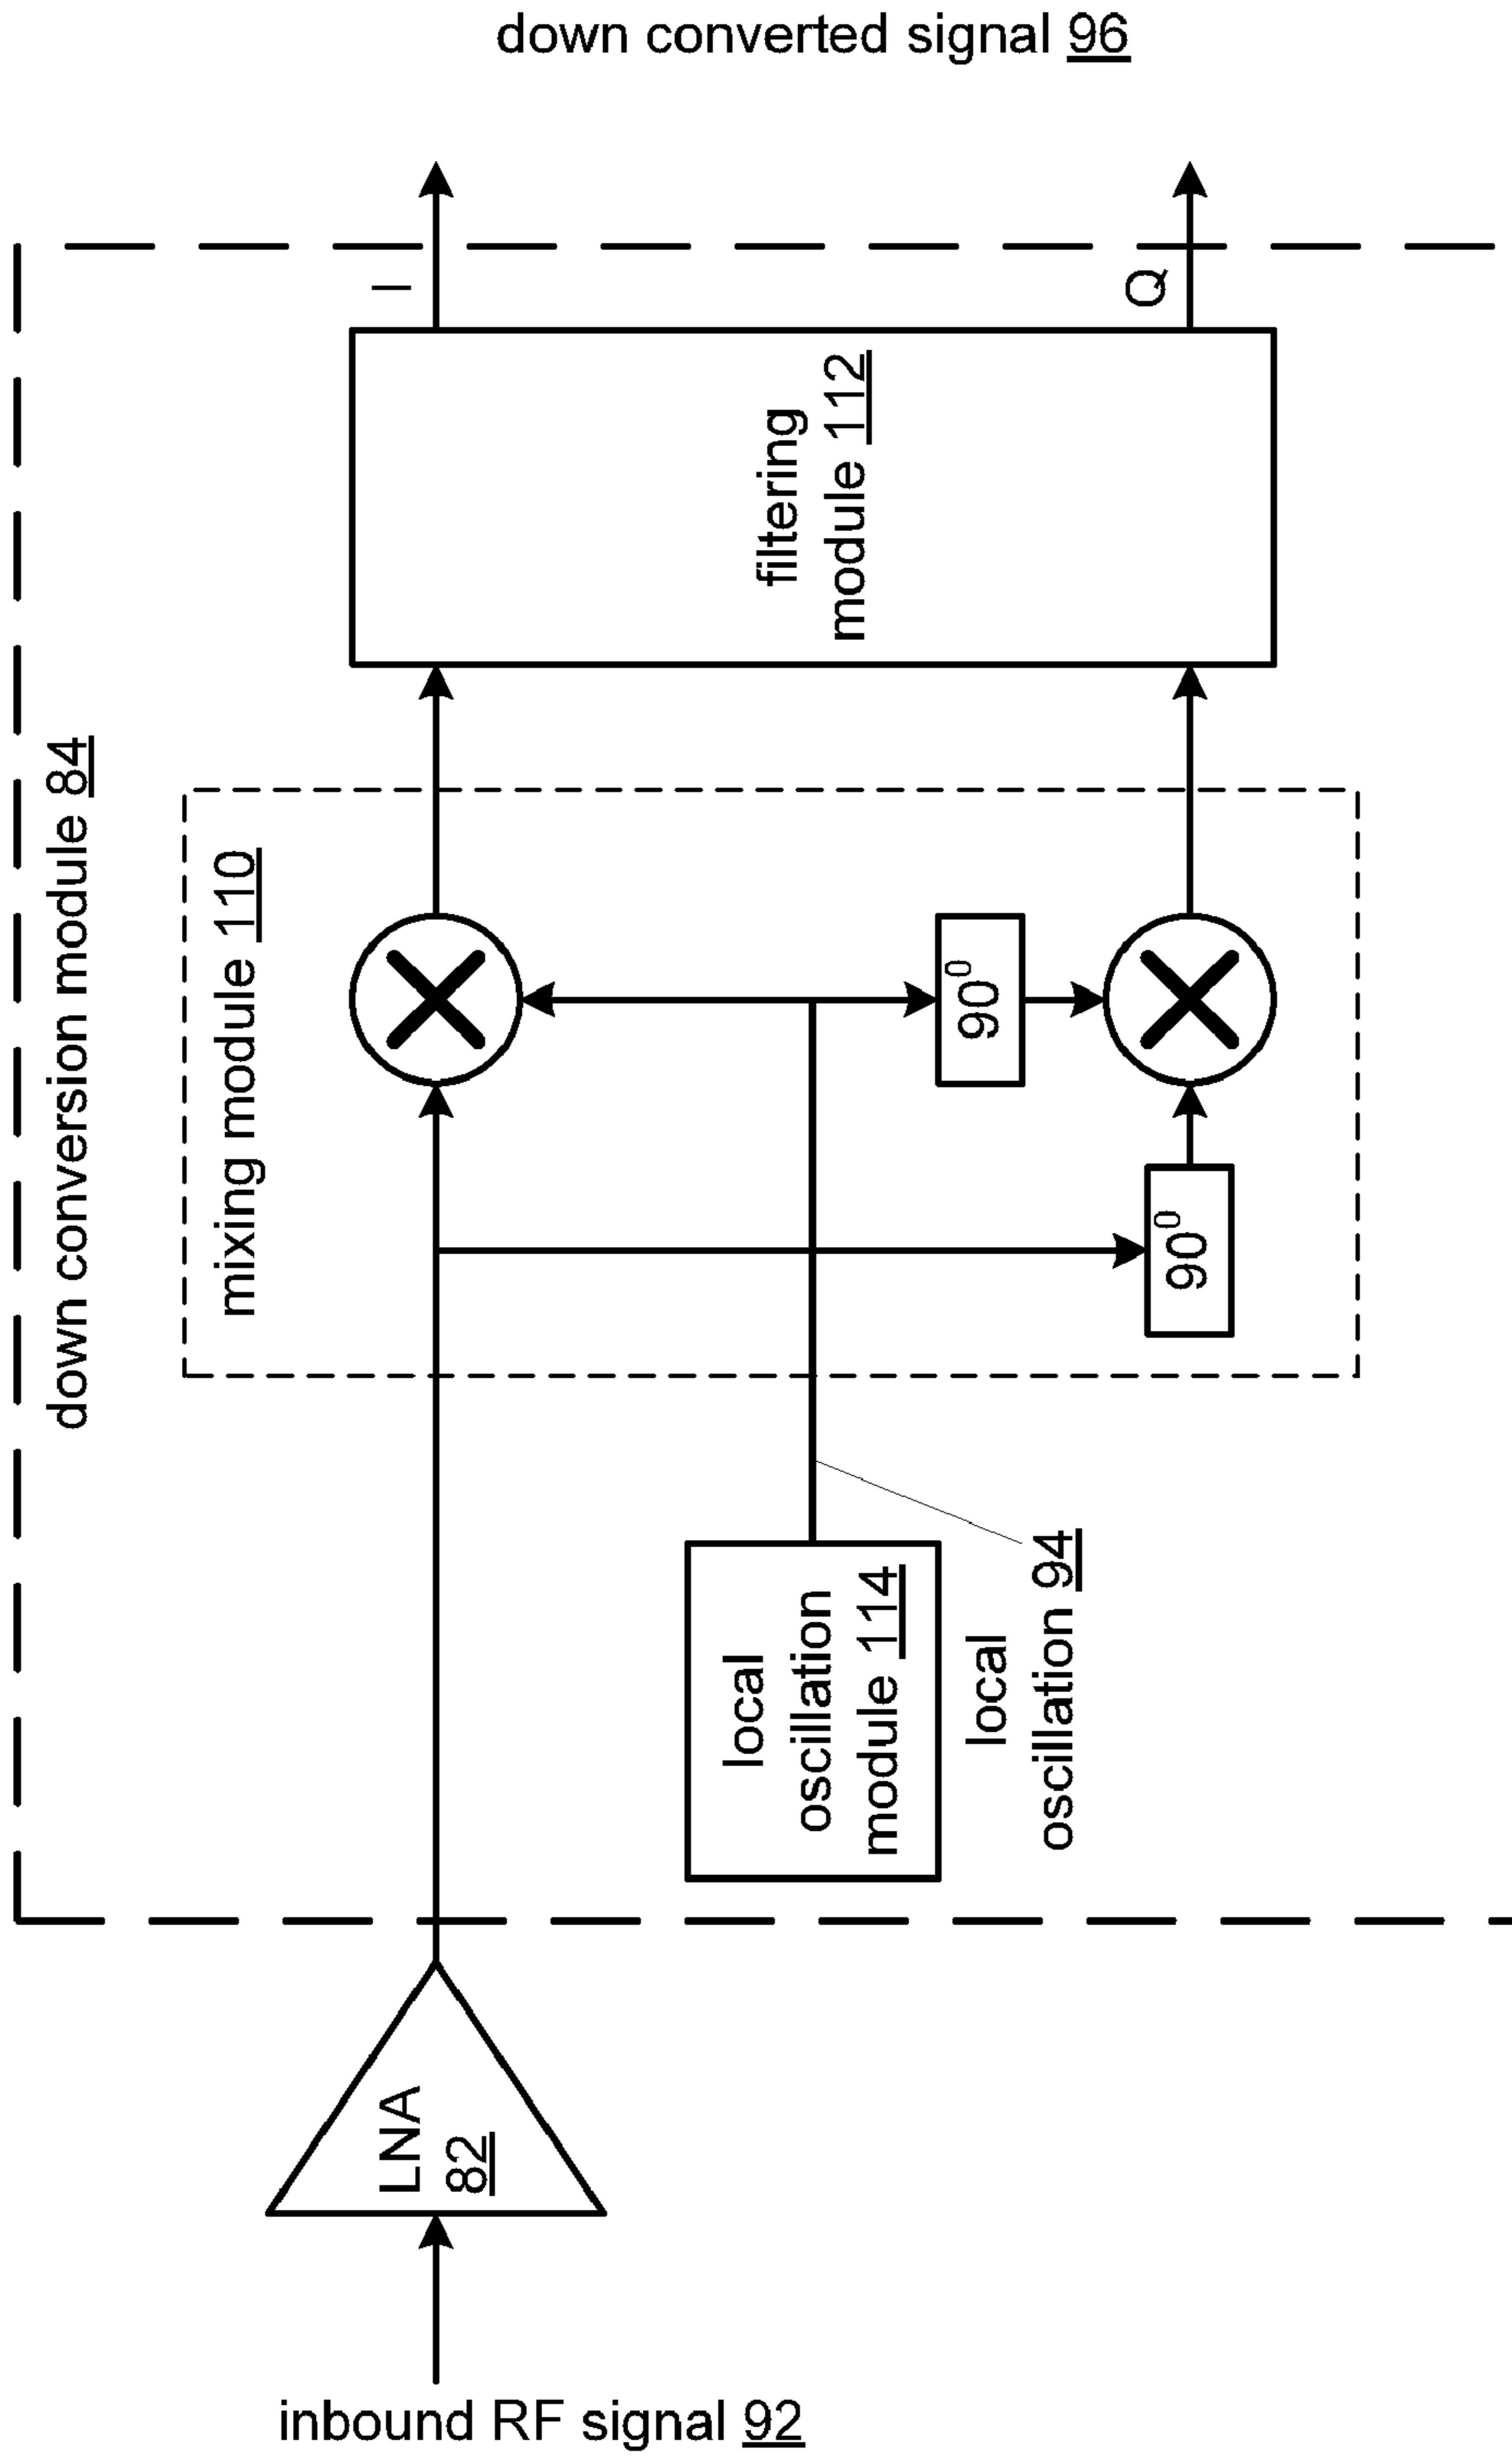 down converted signal 96
I
Q
down conversion module 84
mixing module 110
filtering
module 112
90⁰
90⁰
local
oscillation
module 114
local
oscillation 94
LNA
82
inbound RF signal 92